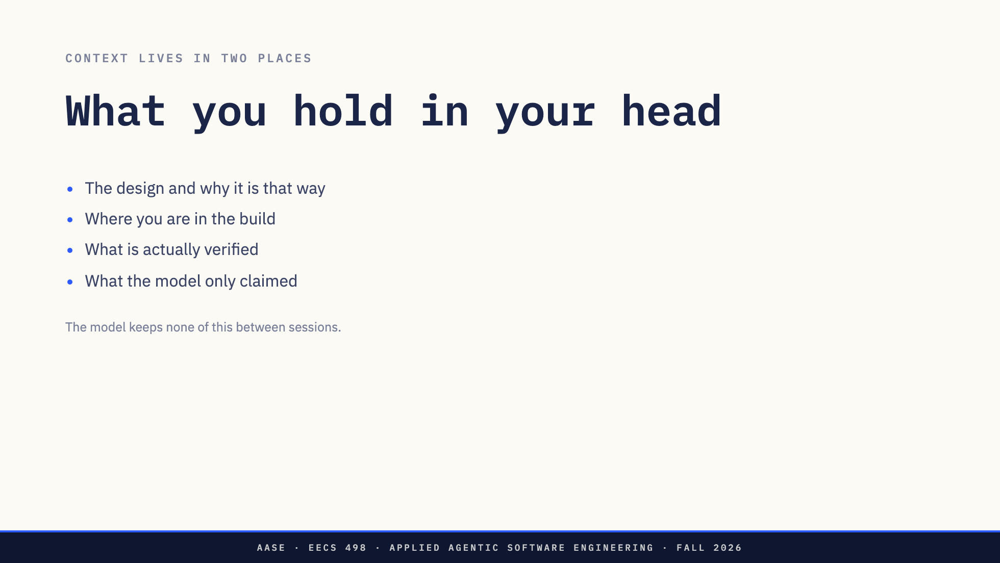 CONTEXT LIVES IN TWO PLACES
What you hold in your head
• The design and why it is that way
• Where you are in the build
• What is actually verified
• What the model only claimed
The model keeps none of this between sessions.
AASE · EECS 498 · APPLIED AGENTIC SOFTWARE ENGINEERING · FALL 2026